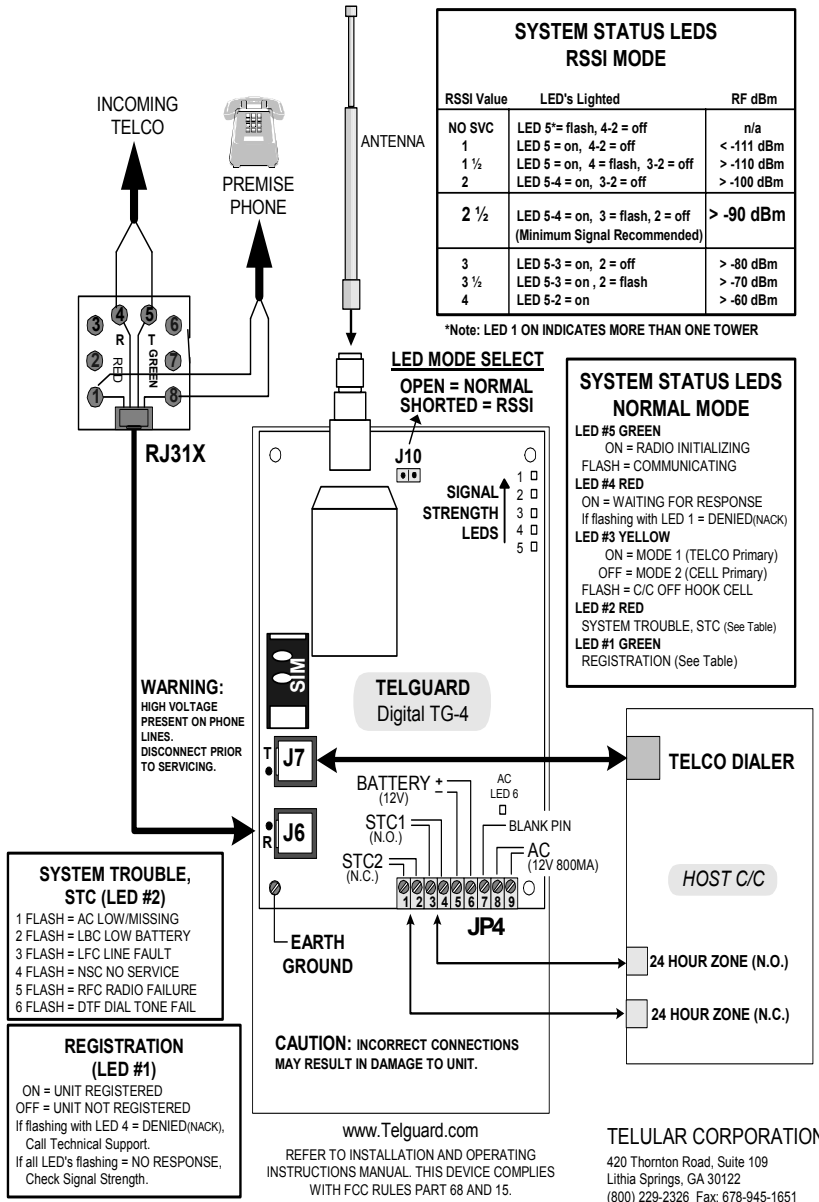 INCOMING
TELCO
PREMISE
PHONE
ANTENNA
SYSTEM STATUS LEDS
RSSI MODE
RSSI Value LED's Lighted RF dBm
NO SVC LED 5*= flash, 4-2 = off n/a
1 LED 5 = on, 4-2 = off < -111 dBm
1 ½ LED 5 = on, 4 = flash, 3-2 = off > -110 dBm
2 LED 5-4 = on, 3-2 = off > -100 dBm
2 ½ LED 5-4 = on, 3 = flash, 2 = off > -90 dBm
(Minimum Signal Recommended)
3 LED 5-3 = on, 2 = off > -80 dBm
3 ½ LED 5-3 = on , 2 = flash > -70 dBm
4 LED 5-2 = on > -60 dBm
*Note: LED 1 ON INDICATES MORE THAN ONE TOWER
3 4 5 6
R T
2 RED GREEN 7
1 8
RJ31X
LED MODE SELECT
OPEN = NORMAL
SHORTED = RSSI
J10
SIGNAL
STRENGTH
LEDS
1
2
3
4
5
SYSTEM STATUS LEDS
NORMAL MODE
LED #5 GREEN
ON = RADIO INITIALIZING
FLASH = COMMUNICATING
LED #4 RED
ON = WAITING FOR RESPONSE
If flashing with LED 1 = DENIED(NACK)
LED #3 YELLOW
ON = MODE 1 (TELCO Primary)
OFF = MODE 2 (CELL Primary)
FLASH = C/C OFF HOOK CELL
LED #2 RED
SYSTEM TROUBLE, STC (See Table)
LED #1 GREEN
REGISTRATION (See Table)
WARNING:
HIGH VOLTAGE
PRESENT ON PHONE
LINES.
DISCONNECT PRIOR
TO SERVICING.
SIM
TELGUARD
Digital TG-4
T
J7
R
J6
BATTERY + –
(12V)
STC1
(N.O.)
STC2
(N.C.)
AC
LED 6
BLANK PIN
AC
(12V 800MA)
1 2 3 4 5 6 7 8 9
JP4
EARTH
GROUND
TELCO DIALER
HOST C/C
24 HOUR ZONE (N.O.)
24 HOUR ZONE (N.C.)
SYSTEM TROUBLE,
STC (LED #2)
1 FLASH = AC LOW/MISSING
2 FLASH = LBC LOW BATTERY
3 FLASH = LFC LINE FAULT
4 FLASH = NSC NO SERVICE
5 FLASH = RFC RADIO FAILURE
6 FLASH = DTF DIAL TONE FAIL
REGISTRATION
(LED #1)
ON = UNIT REGISTERED
OFF = UNIT NOT REGISTERED
If flashing with LED 4 = DENIED(NACK),
Call Technical Support.
If all LED's flashing = NO RESPONSE,
Check Signal Strength.
CAUTION: INCORRECT CONNECTIONS
MAY RESULT IN DAMAGE TO UNIT.
www.Telguard.com
REFER TO INSTALLATION AND OPERATING
INSTRUCTIONS MANUAL. THIS DEVICE COMPLIES
WITH FCC RULES PART 68 AND 15.
TELULAR CORPORATION
420 Thornton Road, Suite 109
Lithia Springs, GA 30122
(800) 229-2326 Fax: 678-945-1651